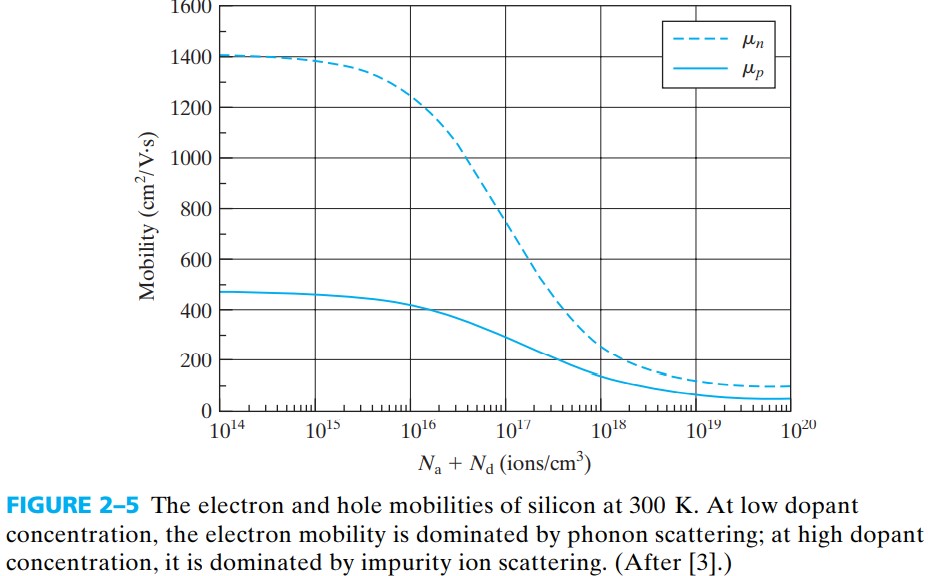 1600
1400
1200
1000
800
600
400
200
0
Mobility (cm²/V·s)
μn
μp
10¹⁴
10¹⁵
10¹⁶
10¹⁷
10¹⁸
10¹⁹
10²⁰
Na + Nd (ions/cm³)
FIGURE 2–5 The electron and hole mobilities of silicon at 300 K. At low dopant
concentration, the electron mobility is dominated by phonon scattering; at high dopant
concentration, it is dominated by impurity ion scattering. (After [3].)